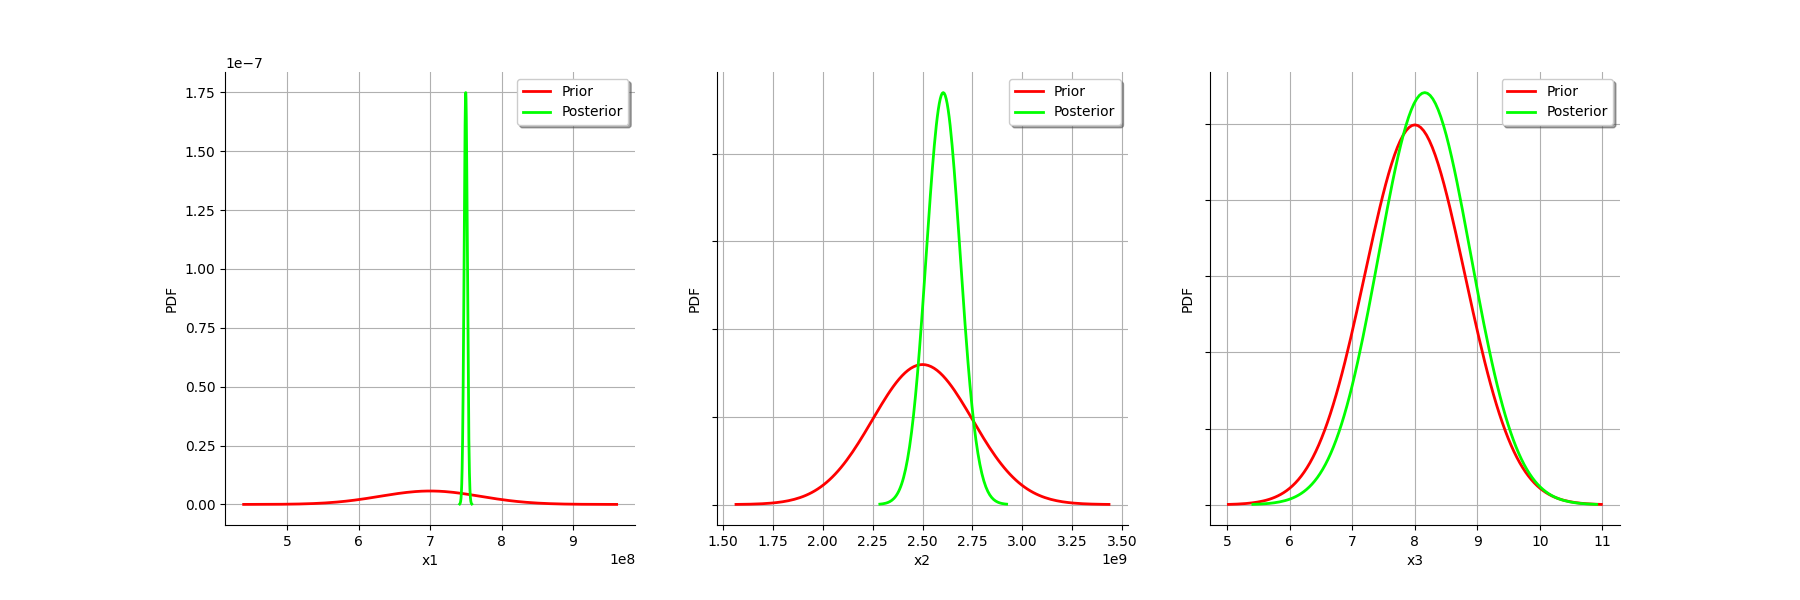 1e−7
Prior
Posterior
1.75
1.50
1.25
1.00
0.75
0.50
0.25
0.00
PDF
5 6 7 8 9
x1
1e8
Prior
Posterior
PDF
1.50 1.75 2.00 2.25 2.50 2.75 3.00 3.25 3.50
x2
1e9
Prior
Posterior
PDF
5 6 7 8 9 10 11
x3